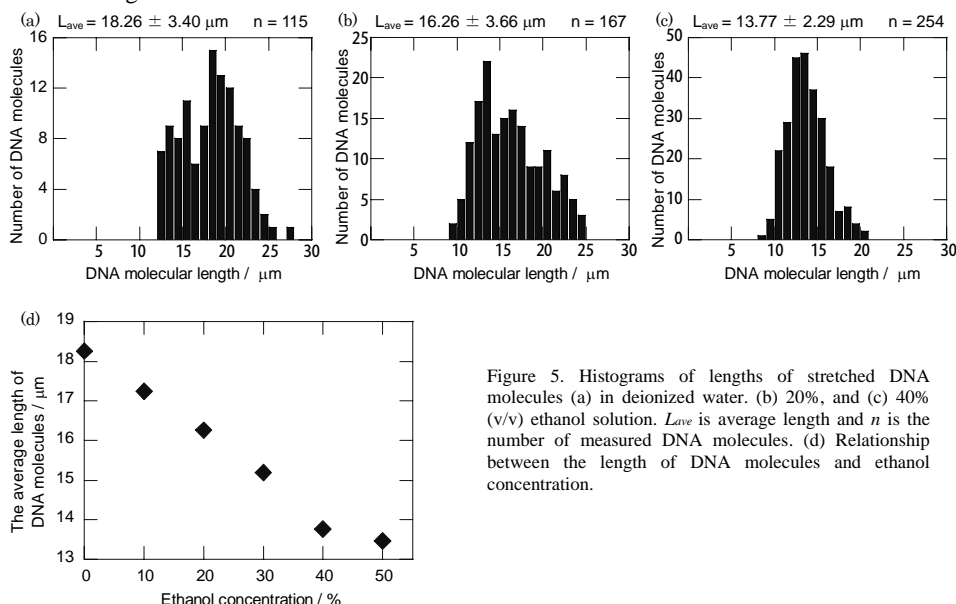 (a) L_ave = 18.26 ± 3.40 μm n = 115
16
12
8
4
0
Number of DNA molecules
5 10 15 20 25 30
DNA molecular length / μm
(b) L_ave = 16.26 ± 3.66 μm n = 167
25
20
15
10
5
0
Number of DNA molecules
5 10 15 20 25 30
DNA molecular length / μm
(c) L_ave = 13.77 ± 2.29 μm n = 254
50
40
30
20
10
0
Number of DNA molecules
5 10 15 20 25 30
DNA molecular length / μm
(d)
19
18
17
16
15
14
13
The average length of
DNA molecules / μm
0 10 20 30 40 50
Ethanol concentration / %
Figure 5. Histograms of lengths of stretched DNA
molecules (a) in deionized water. (b) 20%, and (c) 40%
(v/v) ethanol solution. Lave is average length and n is the
number of measured DNA molecules. (d) Relationship
between the length of DNA molecules and ethanol
concentration.